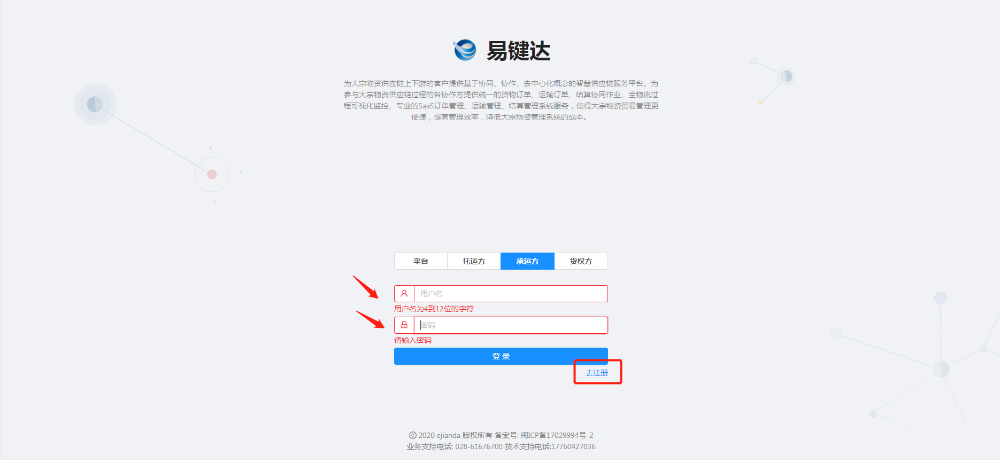 易键达
为大宗物资供应链上下游的客户提供基于协同、协作、去中心化概念的智慧供应链服务平台。为
参与大宗物资供应链过程的各协作方提供统一的货物订单、运输订单、结算协同作业、全物流过
程可视化监控、专业的SaaS订单管理、运输管理、结算管理系统服务，使得大宗物资贸易管理更
便捷，提高管理效率，降低大宗物资管理系统的成本。
平台 托运方 承运方 货权方
用户名
用户名为4到12位的字符
密码
请输入密码
登 录
去注册
© 2020 ejianda 版权所有 备案号: 闽ICP备17029994号-2
业务支持电话: 028-61676700 技术支持电话:17760427036